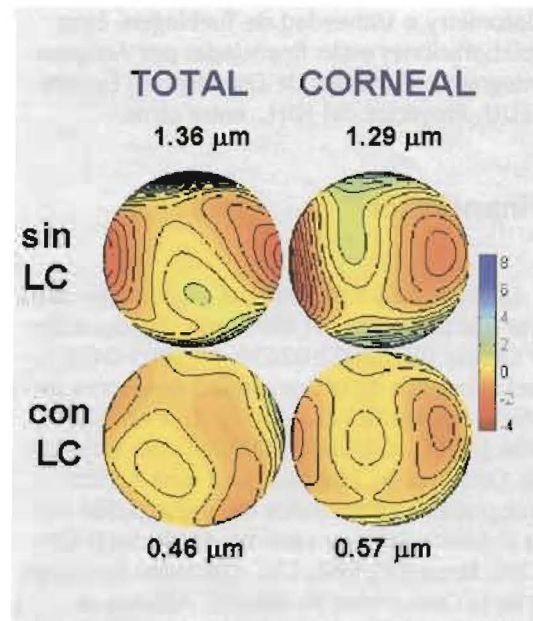 TOTAL CORNEAL
1.36 µm 1.29 µm
sin
LC
8
6
4
2
0
-2
-4
con
LC
0.46 µm 0.57 µm